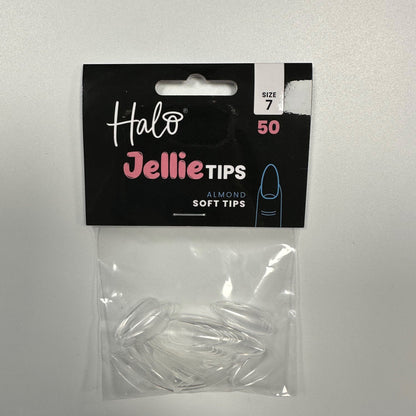 Halo®
SIZE
7
50
Jellie TIPS
ALMOND
SOFT TIPS